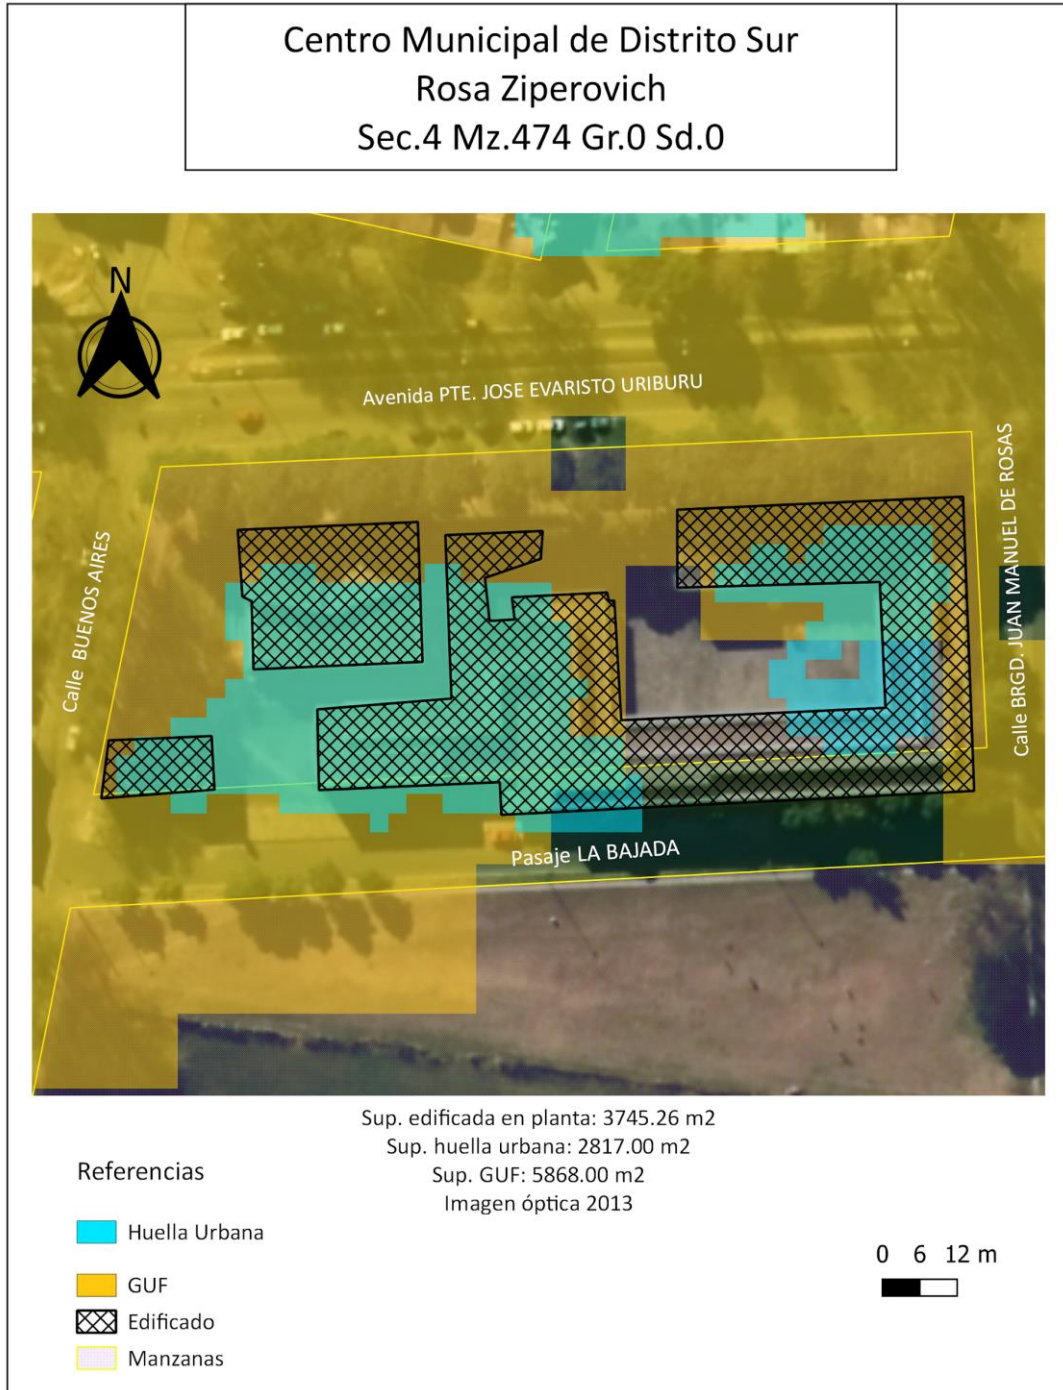 Centro Municipal de Distrito Sur
Rosa Ziperovich
Sec.4 Mz.474 Gr.0 Sd.0
N
Avenida PTE. JOSE EVARISTO URIBURU
Calle BUENOS AIRES
Calle BRGD. JUAN MANUEL DE ROSAS
Pasaje LA BAJADA
Sup. edificada en planta: 3745.26 m2
Sup. huella urbana: 2817.00 m2
Sup. GUF: 5868.00 m2
Imagen óptica 2013
Referencias
Huella Urbana
GUF
Edificado
Manzanas
0 6 12 m